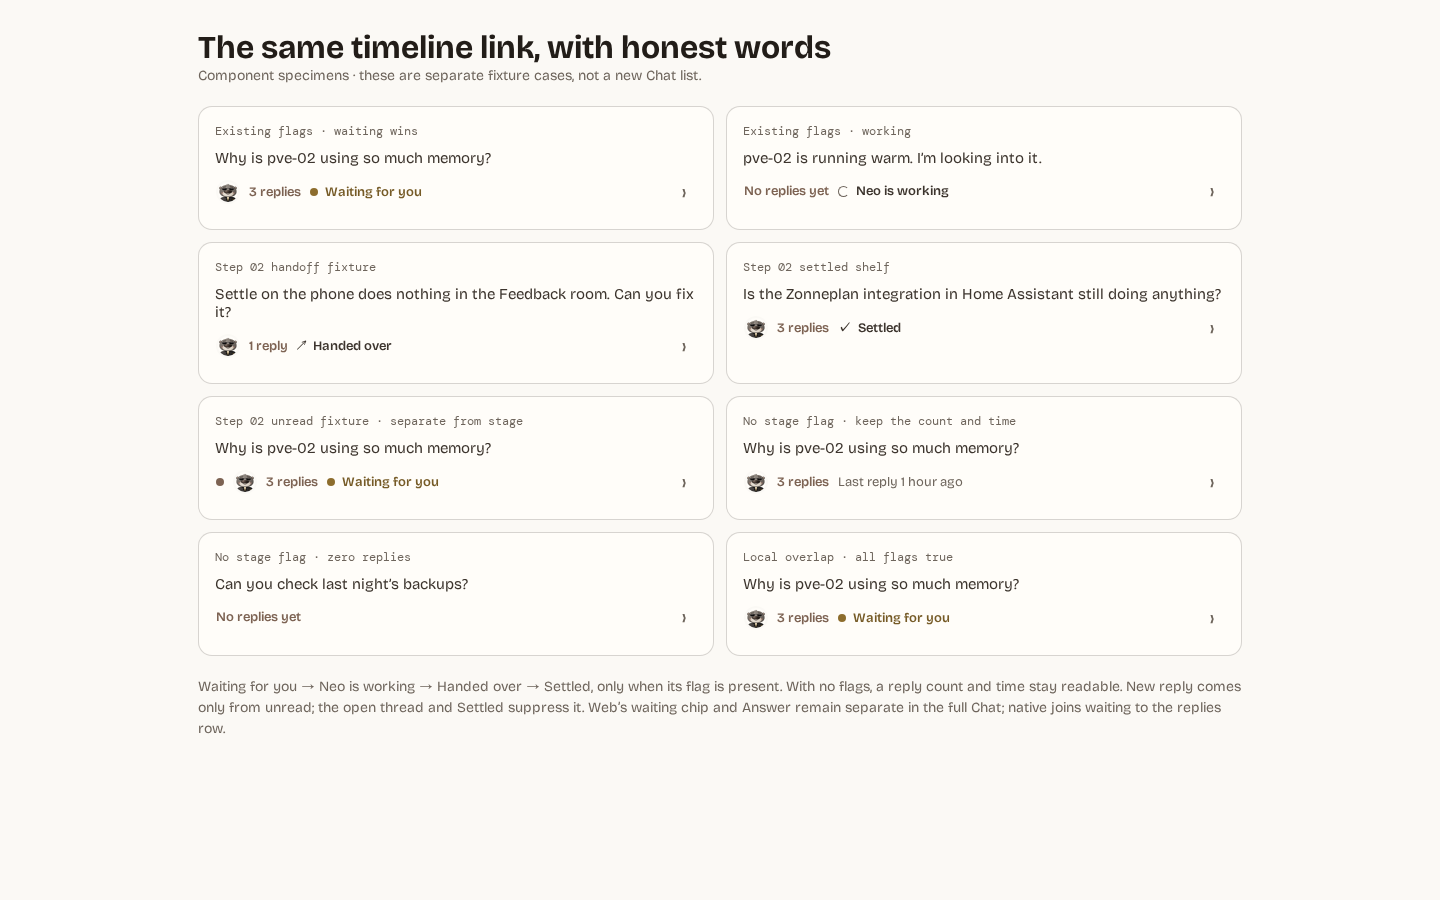 The same timeline link, with honest words
Component specimens · these are separate fixture cases, not a new Chat list.
Existing flags · waiting wins
Why is pve-02 using so much memory?
3 replies ● Waiting for you ›
Existing flags · working
pve-02 is running warm. I’m looking into it.
No replies yet Neo is working ›
Step 02 handoff fixture
Settle on the phone does nothing in the Feedback room. Can you fix
it?
1 reply ↗ Handed over ›
Step 02 settled shelf
Is the Zonneplan integration in Home Assistant still doing anything?
3 replies ✓ Settled ›
Step 02 unread fixture · separate from stage
Why is pve-02 using so much memory?
● 3 replies ● Waiting for you ›
No stage flag · keep the count and time
Why is pve-02 using so much memory?
3 replies Last reply 1 hour ago ›
No stage flag · zero replies
Can you check last night’s backups?
No replies yet ›
Local overlap · all flags true
Why is pve-02 using so much memory?
3 replies ● Waiting for you ›
Waiting for you → Neo is working → Handed over → Settled, only when its flag is present. With no flags, a reply count and time stay readable. New reply comes
only from unread; the open thread and Settled suppress it. Web’s waiting chip and Answer remain separate in the full Chat; native joins waiting to the replies
row.